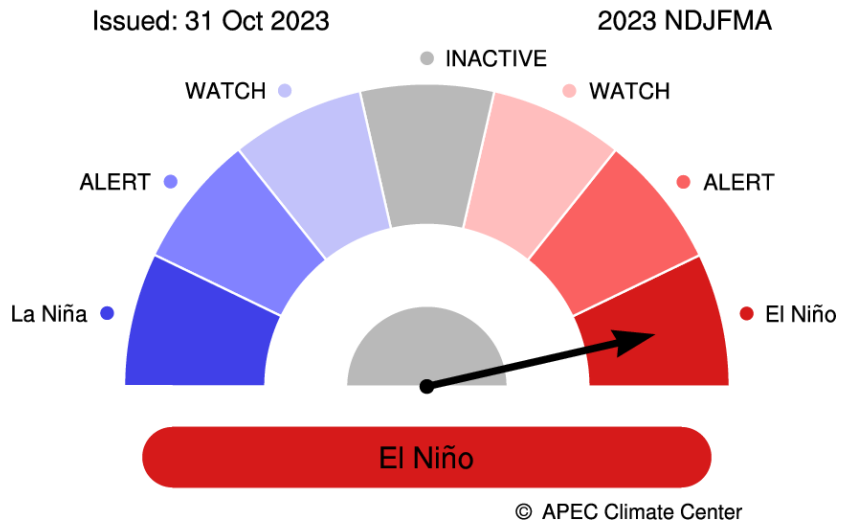 Issued: 31 Oct 2023
2023 NDJFMA
INACTIVE
WATCH
WATCH
ALERT
ALERT
La Niña
El Niño
El Niño
© APEC Climate Center